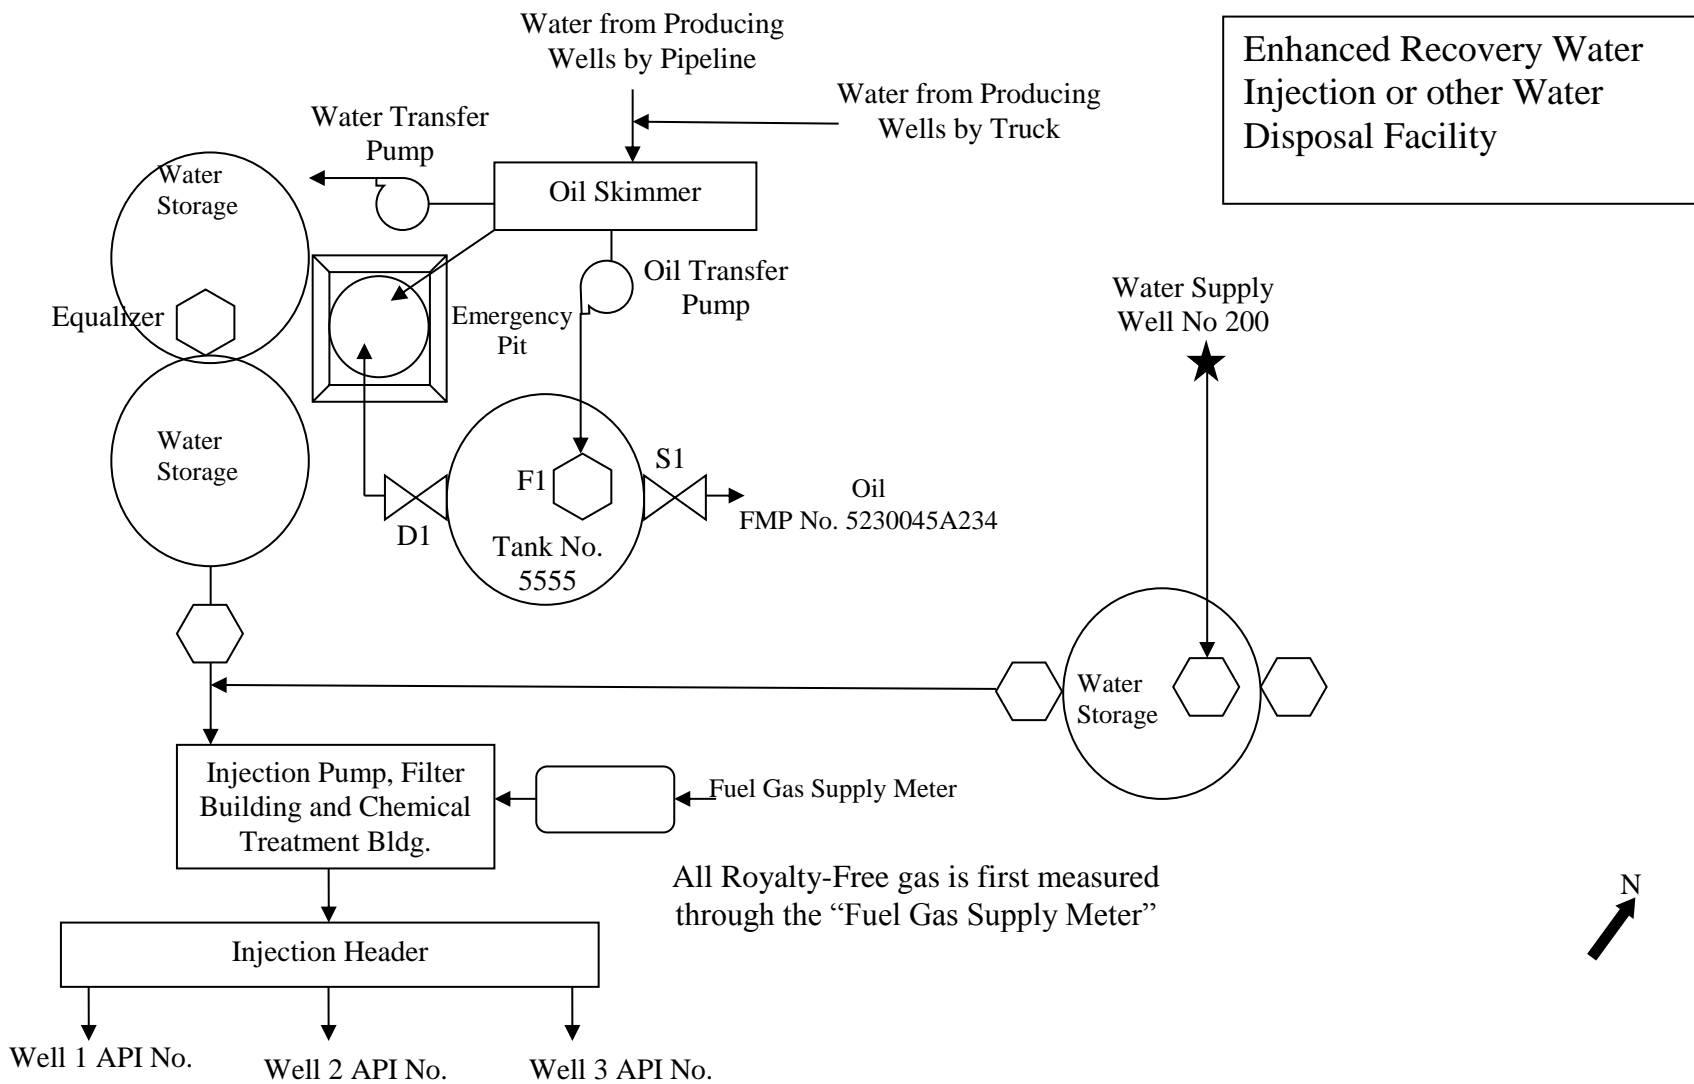 Water from Producing
Wells by Pipeline
Enhanced Recovery Water
Injection or other Water
Disposal Facility
Water from Producing
Wells by Truck
Water Transfer
Pump
Water
Storage
Oil Skimmer
Oil Transfer
Pump
Water Supply
Well No 200
Equalizer
Emergency
Pit
Water
Storage
F1
S1
D1
Oil
FMP No. 5230045A234
Tank No.
5555
Water
Storage
Injection Pump, Filter
Building and Chemical
Treatment Bldg.
Fuel Gas Supply Meter
All Royalty-Free gas is first measured
through the “Fuel Gas Supply Meter”
N
Injection Header
Well 1 API No.
Well 2 API No.
Well 3 API No.